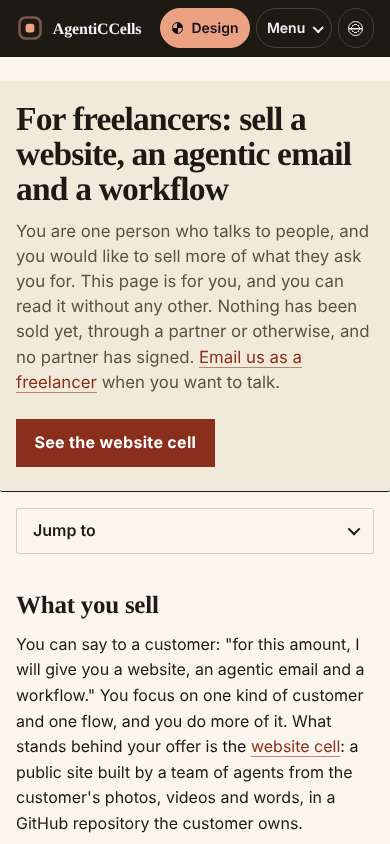 AgentiCCells
Design
Menu
For freelancers: sell a
website, an agentic email
and a workflow
You are one person who talks to people, and
you would like to sell more of what they ask
you for. This page is for you, and you can
read it without any other. Nothing has been
sold yet, through a partner or otherwise, and
no partner has signed. Email us as a
freelancer when you want to talk.
See the website cell
Jump to
What you sell
You can say to a customer: "for this amount, I
will give you a website, an agentic email and a
workflow." You focus on one kind of customer
and one flow, and you do more of it. What
stands behind your offer is the website cell: a
public site built by a team of agents from the
customer's photos, videos and words, in a
GitHub repository the customer owns.